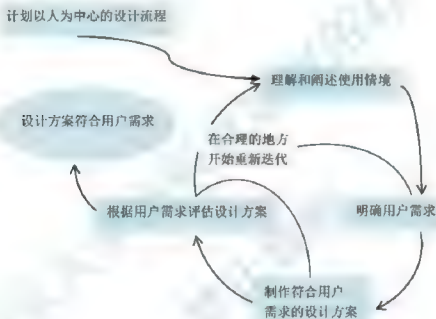 计划以人为中心的设计流程
理解和阐述使用情境
设计方案符合用户需求
在合理的地方
开始重新迭代
根据用户需求评估设计方案
明确用户需求
制作符合用户
需求的设计方案